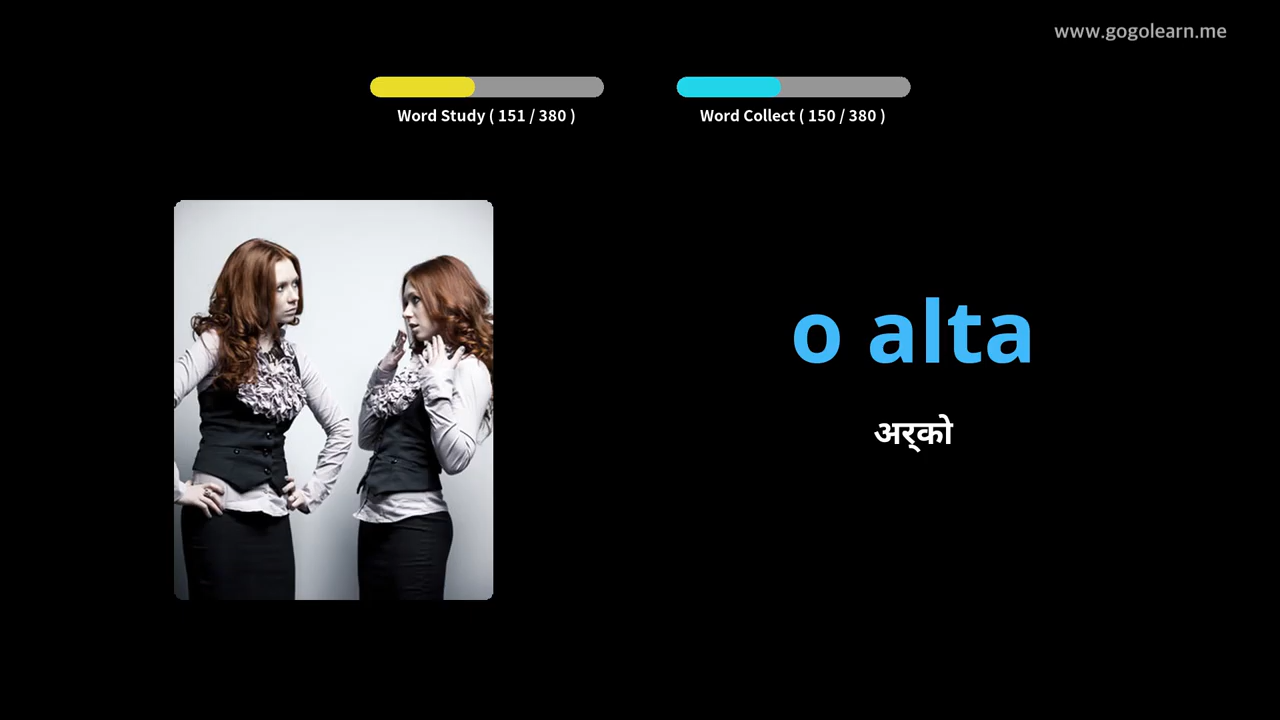 www.gogolearn.me
Word Study ( 151 / 380 )
Word Collect ( 150 / 380 )
o alta
अर्को